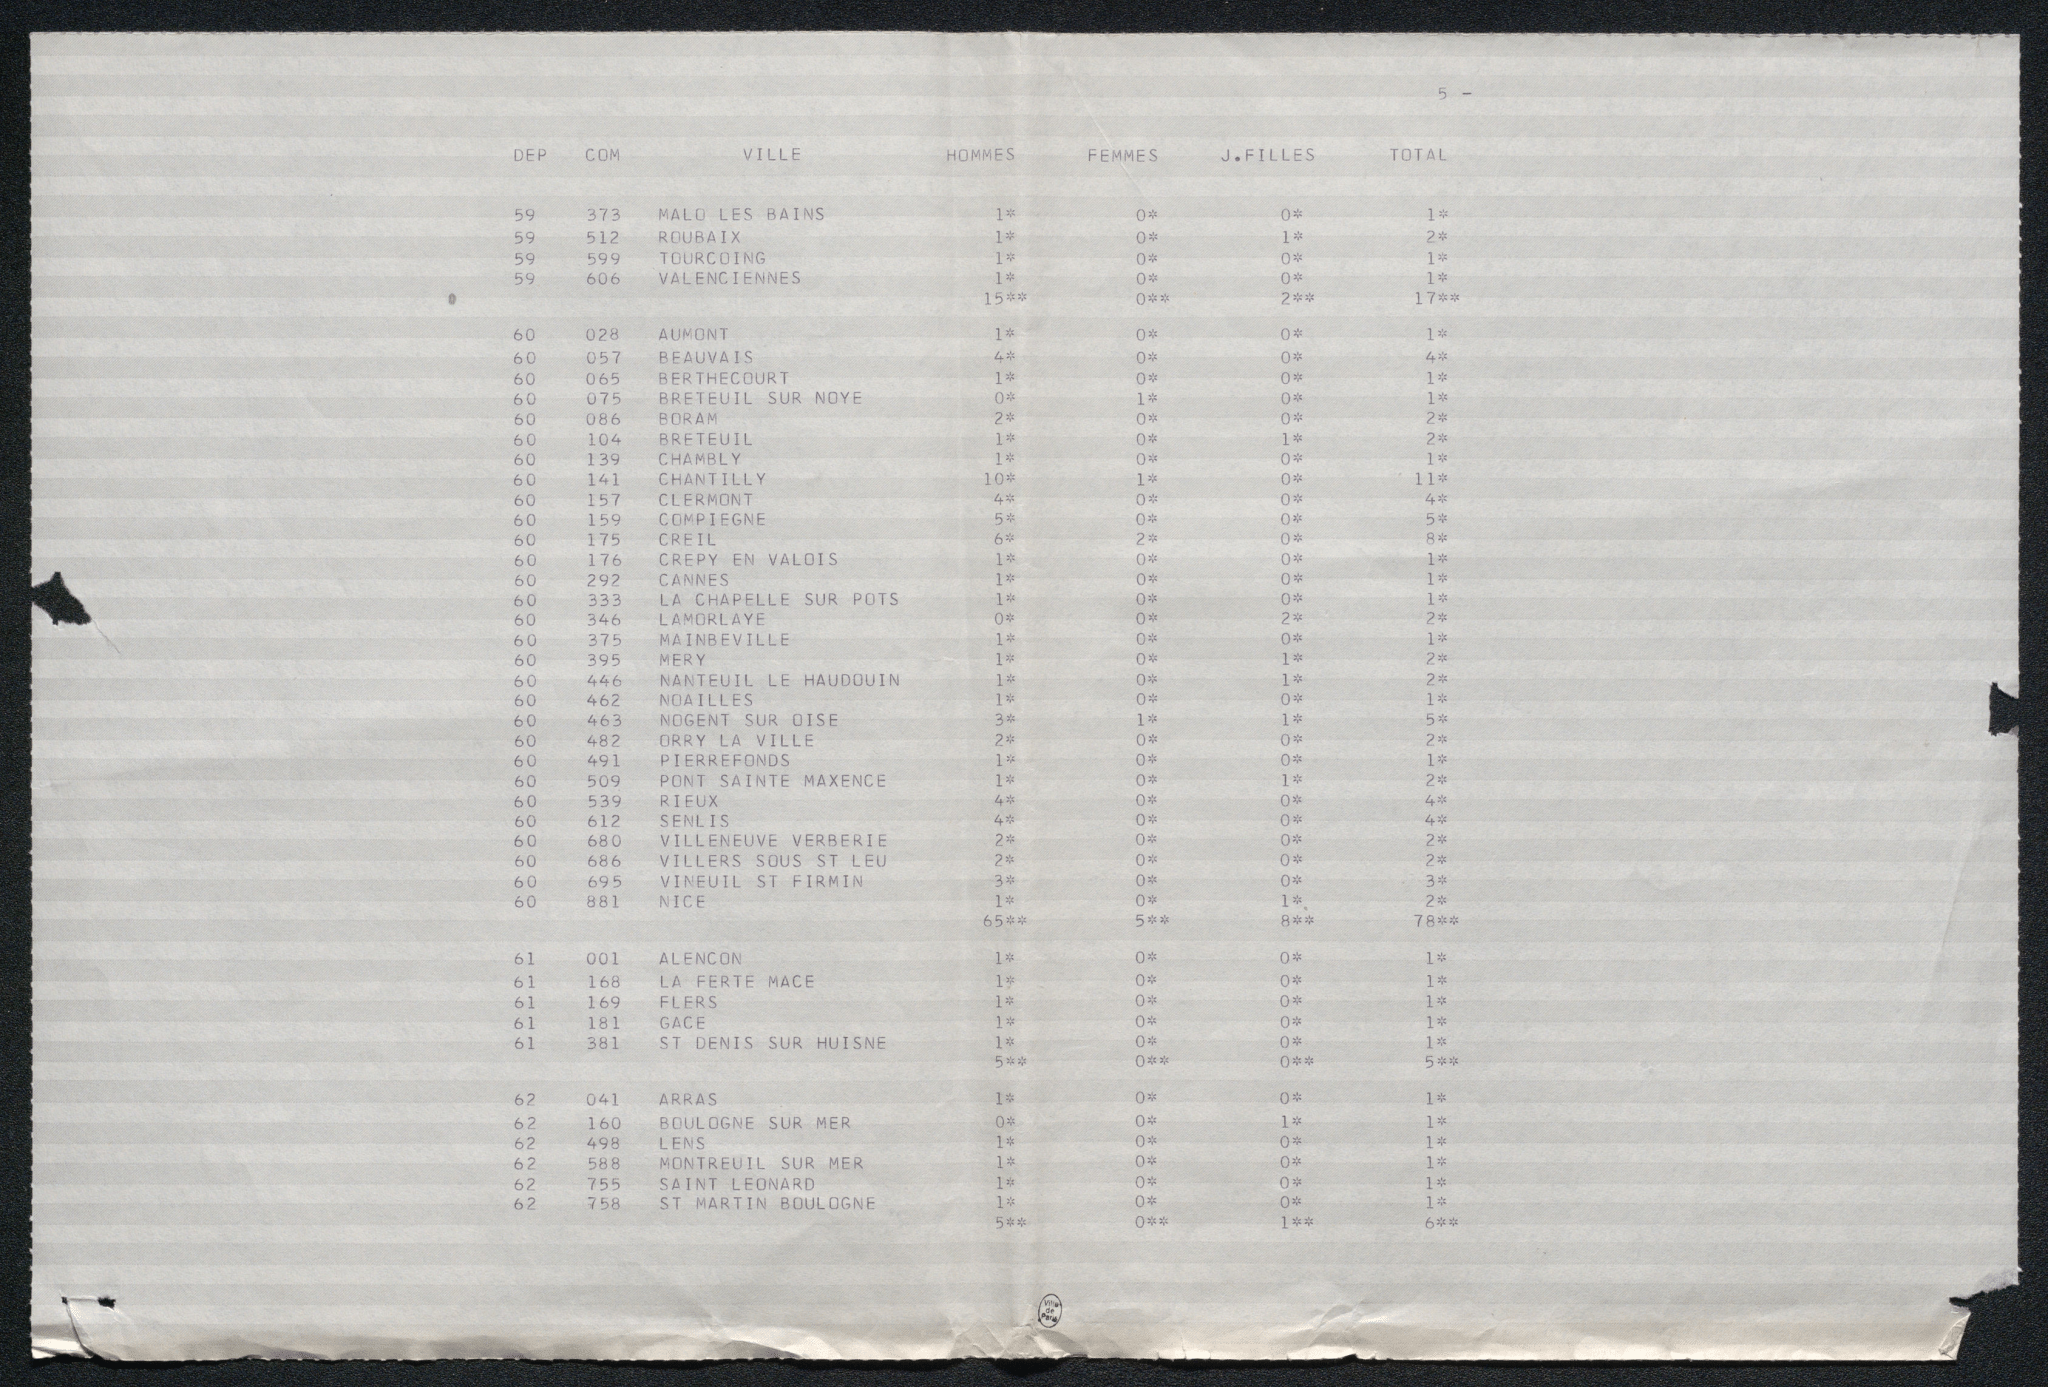 5 -
DEP COM VILLE HOMMES FEMMES J.FILLES TOTAL
59 373 MALO LES BAINS 1* 0* 0* 1*
59 512 ROUBAIX 1* 0* 1* 2*
59 599 TOURCOING 1* 0* 0* 1*
59 606 VALENCIENNES 1* 0* 0* 1*
15** 0** 2** 17**
60 028 AUMONT 1* 0* 0* 1*
60 057 BEAUVAIS 4* 0* 0* 4*
60 065 BERTHECOURT 1* 0* 0* 1*
60 075 BRETEUIL SUR NOYE 0* 1* 0* 1*
60 086 BORAM 2* 0* 0* 2*
60 104 BRETEUIL 1* 0* 1* 2*
60 139 CHAMBLY 1* 0* 0* 1*
60 141 CHANTILLY 10* 1* 0* 11*
60 157 CLERMONT 4* 0* 0* 4*
60 159 COMPIEGNE 5* 0* 0* 5*
60 175 CREIL 6* 2* 0* 8*
60 176 CREPY EN VALOIS 1* 0* 0* 1*
60 292 CANNES 1* 0* 0* 1*
60 333 LA CHAPELLE SUR POTS 1* 0* 0* 1*
60 346 LAMORLAYE 0* 0* 2* 2*
60 375 MAINBEVILLE 1* 0* 0* 1*
60 395 MERY 1* 0* 1* 2*
60 446 NANTEUIL LE HAUDOUIN 1* 0* 1* 2*
60 462 NOAILLES 1* 0* 0* 1*
60 463 NOGENT SUR OISE 3* 1* 1* 5*
60 482 ORRY LA VILLE 2* 0* 0* 2*
60 491 PIERREFONDS 1* 0* 0* 1*
60 509 PONT SAINTE MAXENCE 1* 0* 1* 2*
60 539 RIEUX 4* 0* 0* 4*
60 612 SENLIS 4* 0* 0* 4*
60 680 VILLENEUVE VERBERIE 2* 0* 0* 2*
60 686 VILLERS SOUS ST LEU 2* 0* 0* 2*
60 695 VINEUIL ST FIRMIN 3* 0* 0* 3*
60 881 NICE 1* 0* 1* 2*
65** 5** 8** 78**
61 001 ALENCON 1* 0* 0* 1*
61 168 LA FERTE MACE 1* 0* 0* 1*
61 169 FLERS 1* 0* 0* 1*
61 181 GACE 1* 0* 0* 1*
61 381 ST DENIS SUR HUISNE 1* 0* 0* 1*
5** 0** 0** 5**
62 041 ARRAS 1* 0* 0* 1*
62 160 BOULOGNE SUR MER 0* 0* 1* 1*
62 498 LENS 1* 0* 0* 1*
62 588 MONTREUIL SUR MER 1* 0* 0* 1*
62 755 SAINT LEONARD 1* 0* 0* 1*
62 758 ST MARTIN BOULOGNE 1* 0* 0* 1*
5** 0** 1** 6**
Ville
de
Paris